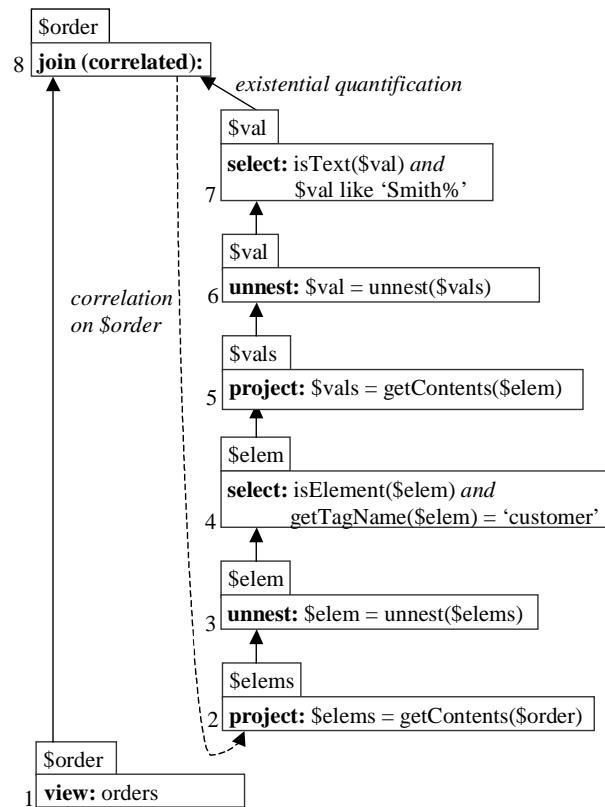 $order
8 join (correlated):
existential quantification
$val
select: isText($val) and
$val like ‘Smith%’
7
$val
unnest: $val = unnest($vals)
6
correlation
on $order
$vals
project: $vals = getContents($elem)
5
$elem
select: isElement($elem) and
getTagName($elem) = ‘customer’
4
$elem
unnest: $elem = unnest($elems)
3
$elems
project: $elems = getContents($order)
2
$order
view: orders
1